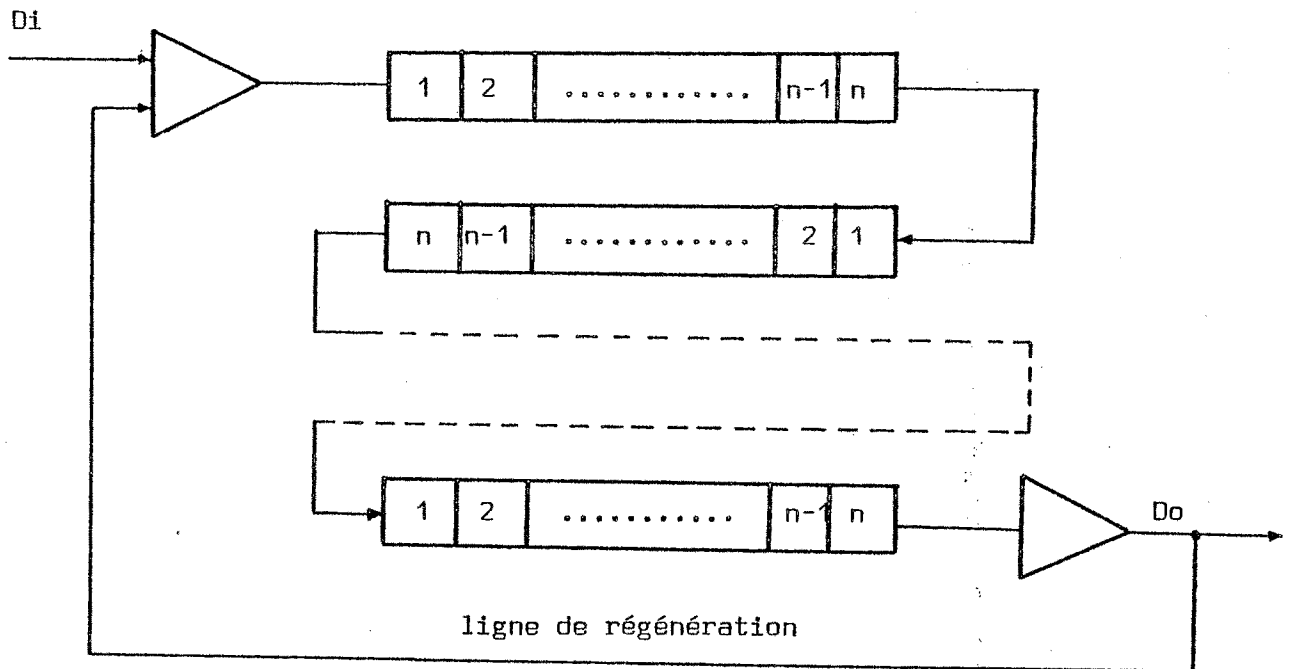 Di
1 2 ............ n-1 n
n n-1 ............ 2 1
1 2 ........... n-1 n
Do
ligne de régénération